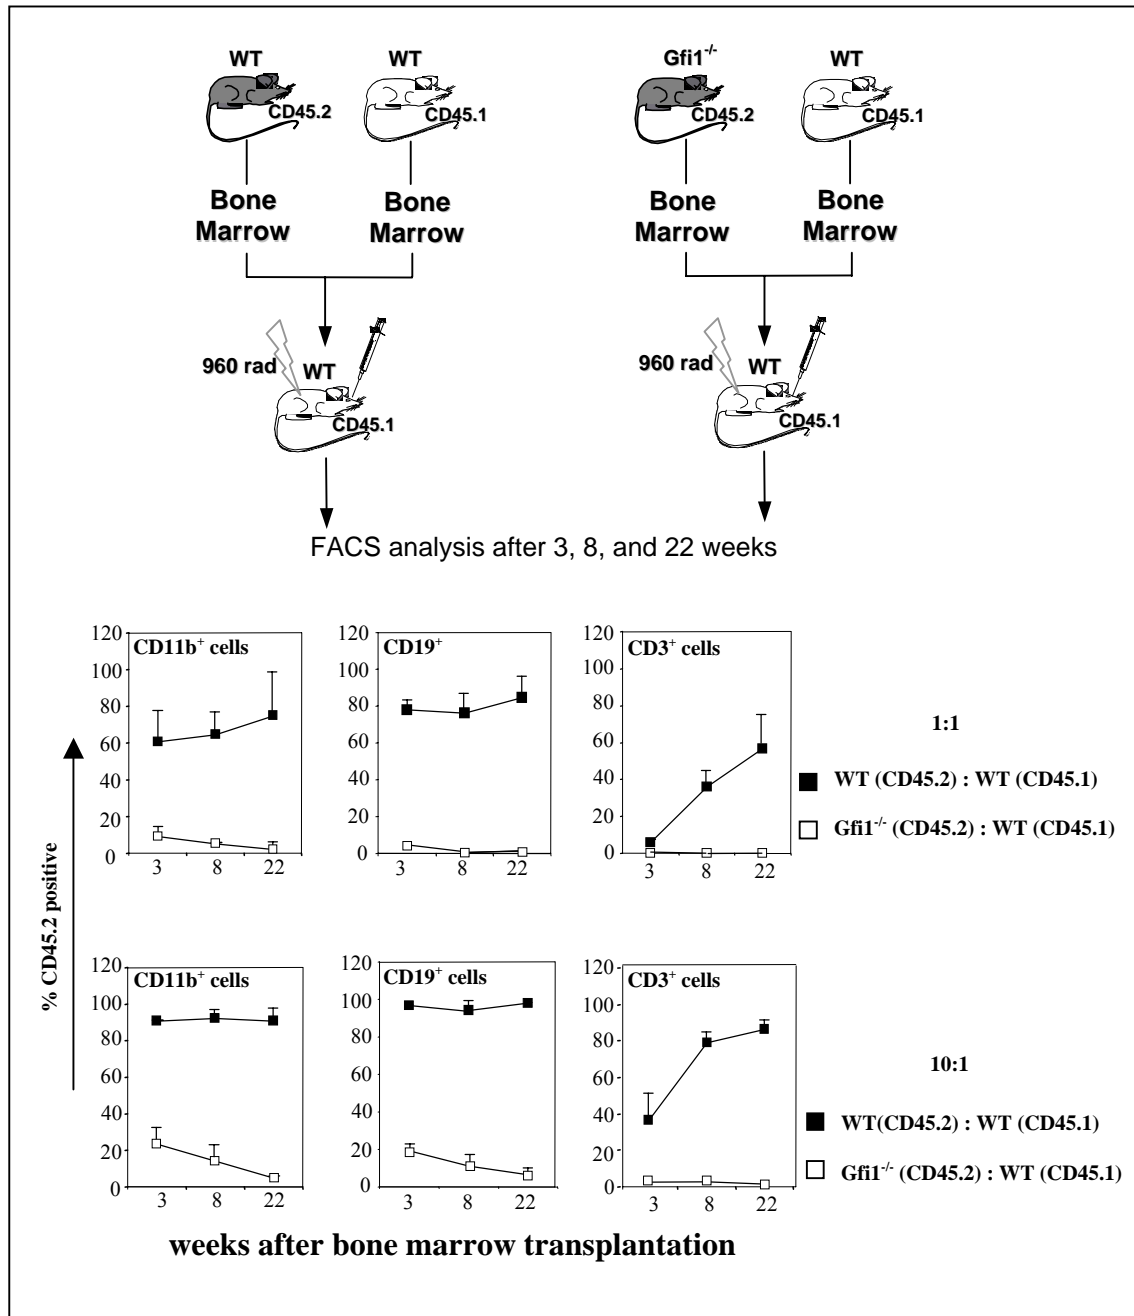 WT
WT
Gfi1-/-
WT
CD45.2
CD45.1
CD45.2
CD45.1
Bone
Marrow
Bone
Marrow
Bone
Marrow
Bone
Marrow
960 rad
WT
CD45.1
960 rad
WT
CD45.1
FACS analysis after 3, 8, and 22 weeks
% CD45.2 positive
CD11b+ cells
120
100
80
60
40
20
0
3 8 22
CD19+
120
100
80
60
40
20
0
3 8 22
CD3+ cells
120
100
80
60
40
20
0
3 8 22
1:1
WT (CD45.2) : WT (CD45.1)
Gfi1-/- (CD45.2) : WT (CD45.1)
CD11b+ cells
120
100
80
60
40
20
0
3 8 22
CD19+ cells
120
100
80
60
40
20
0
3 8 22
CD3+ cells
120
100
80
60
40
20
0
3 8 22
10:1
WT(CD45.2) : WT (CD45.1)
Gfi1-/- (CD45.2) : WT (CD45.1)
weeks after bone marrow transplantation